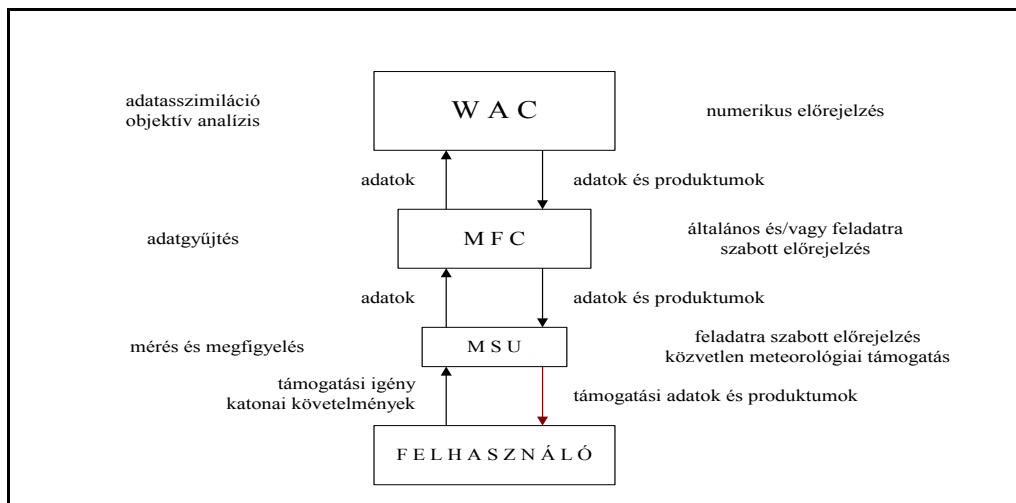 adatasszimiláció
objektív analízis
W A C
numerikus előrejelzés
adatok
adatok és produktumok
adatgyűjtés
M F C
általános és/vagy feladatra
szabott előrejelzés
adatok
adatok és produktumok
mérés és megfigyelés
M S U
feladatra szabott előrejelzés
közvetlen meteorológiai támogatás
támogatási igény
katonai követelmények
támogatási adatok és produktumok
F E L H A S Z N Á L Ó